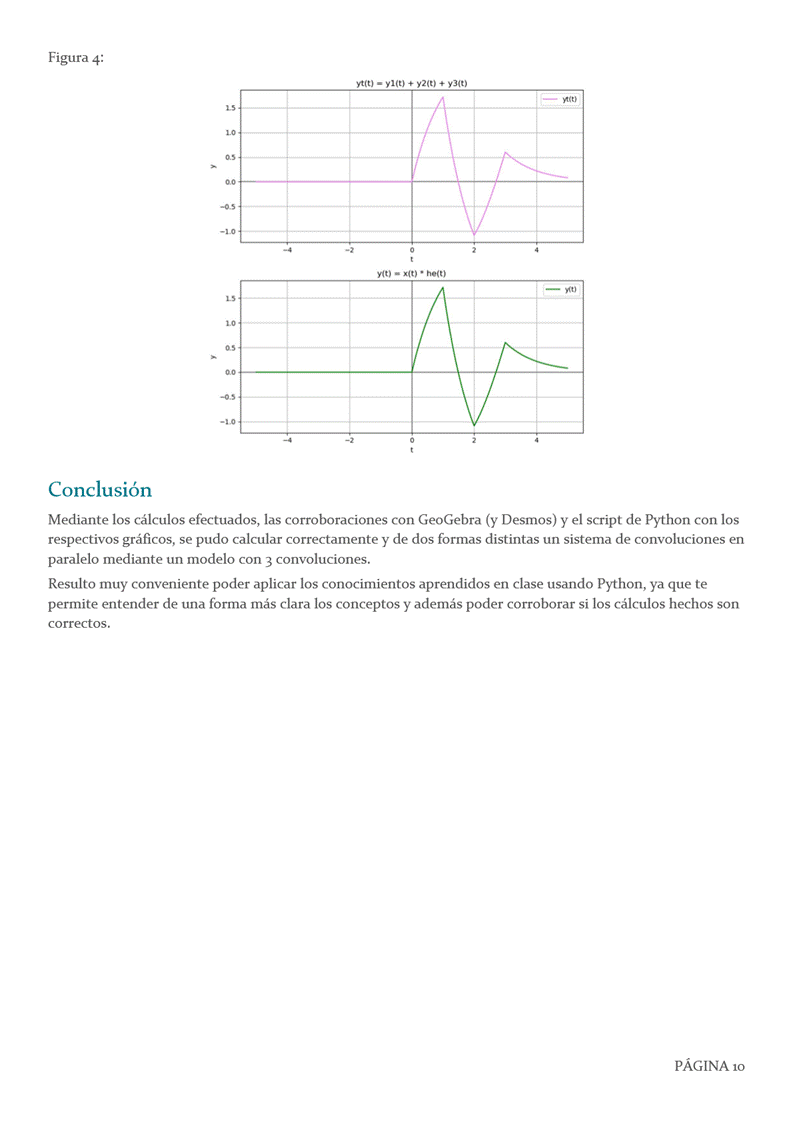 Figura 4:
yt(t) = y1(t) + y2(t) + y3(t)
yt(t)
1.5
1.0
0.5
0.0
−0.5
−1.0
y
−4
−2
0
2
4
t
y(t) = x(t) * he(t)
y(t)
1.5
1.0
0.5
0.0
−0.5
−1.0
y
−4
−2
0
2
4
t
Conclusión
Mediante los cálculos efectuados, las corroboraciones con GeoGebra (y Desmos) y el script de Python con los
respectivos gráficos, se pudo calcular correctamente y de dos formas distintas un sistema de convoluciones en
paralelo mediante un modelo con 3 convoluciones.
Resulto muy conveniente poder aplicar los conocimientos aprendidos en clase usando Python, ya que te
permite entender de una forma más clara los conceptos y además poder corroborar si los cálculos hechos son
correctos.
PÁGINA 10